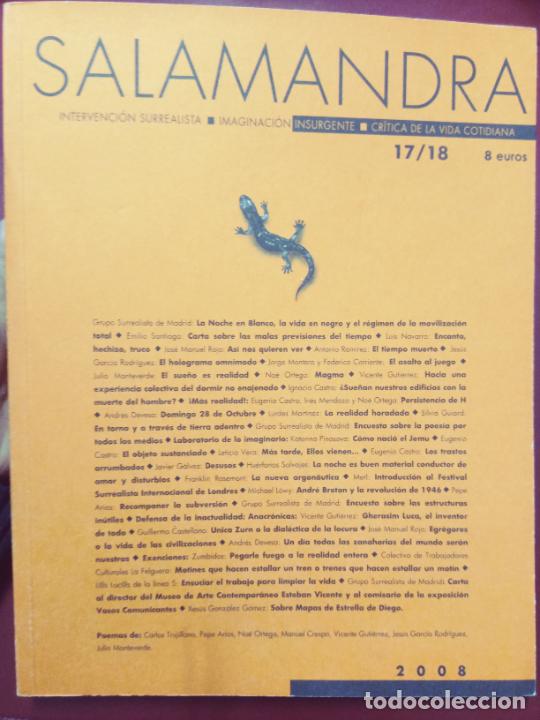 SALAMANDRA
INTERVENCIÓN SURREALISTA ■ IMAGINACIÓN INSURGENTE ■ CRÍTICA DE LA VIDA COTIDIANA
17/18 8 euros
Grupo Surrealista de Madrid: La Noche en Blanco, la vida en negro y el régimen de la movilización
total ◆ Emilio Santiago: Carta sobre las malas previsiones del tiempo ◆ Luis Navarro: Encanto,
hechizo, truco ◆ José Manuel Rojo: Así nos quieren ver ◆ Antonio Ramírez: El tiempo muerto ◆ Jesús
García Rodríguez: El holograma omnímodo ◆ Jorge Montero y Federico Corriente: El asalto al juego ◆
Julio Monteverde: El sueño es realidad ◆ Noé Ortega: Magma ◆ Vicente Gutiérrez: Hacia una
experiencia colectiva del dormir no enajenado ◆ Ignacio Castro: ¿Sueñan nuestros edificios con la
muerte del hombre? ◆ ¡Más realidad!: Eugenio Castro, Inés Mendoza y Noé Ortega: Persistencia de H
◆ Andrés Devesa: Domingo 28 de Octubre ◆ Lurdes Martínez: La realidad horadada ◆ Silvia Guiard:
En torno y a través de tierra adentro ◆ Grupo Surrealista de Madrid: Encuesta sobre la poesía por
todos los medios ◆ Laboratorio de lo imaginario: Katerina Pinosova: Cómo nació el Jemu ◆ Eugenio
Castro: El objeto sustanciado ◆ Leticia Vera: Más tarde, Ellos vienen... ◆ Eugenio Castro: Los trastos
arrumbados ◆ Javier Gálvez: Desusos ◆ Huérfanos Salvajes: La noche es buen material conductor de
amor y disturbios ◆ Franklin Rosemont: La nueva argonáutica ◆ Merl: Introducción al Festival
Surrealista Internacional de Londres ◆ Michael Löwy: André Breton y la revolución de 1946 ◆ Pepe
Arias: Recomponer la subversión ◆ Grupo Surrealista de Madrid: Encuesta sobre las estructuras
inútiles ◆ Defensa de la inactualidad: Anacrónicas: Vicente Gutiérrez: Gherasim Luca, el inventor
de todo ◆ Guillermo Castellano: Unica Zurn o la dialéctica de la locura ◆ José Manuel Rojo: Egrégores
o la vida de las civilizaciones ◆ Andrés Devesa: Un día todas las zanahorias del mundo serán
nuestras ◆ Exenciones: Zumbidos: Pegarle fuego a la realidad entera ◆ Colectivo de Trabajadores
Culturales La Felguera: Motines que hacen estallar un tren o trenes que hacen estallar un motín ◆
Lilis Locilis de la línea 5: Ensuciar el trabajo para limpiar la vida ◆ Grupo Surrealista de Madrid: Carta
al director del Museo de Arte Contemporáneo Esteban Vicente y al comisario de la exposición
Vasos Comunicantes ◆ Xesús González Gómez: Sobre Mapas de Estrella de Diego.
Poemas de: Carlos Trujillano, Pepe Arias, Noé Ortega, Manuel Crespo, Vicente Gutiérrez, Jesús García Rodríguez,
Julio Monteverde.
2008
todocoleccion